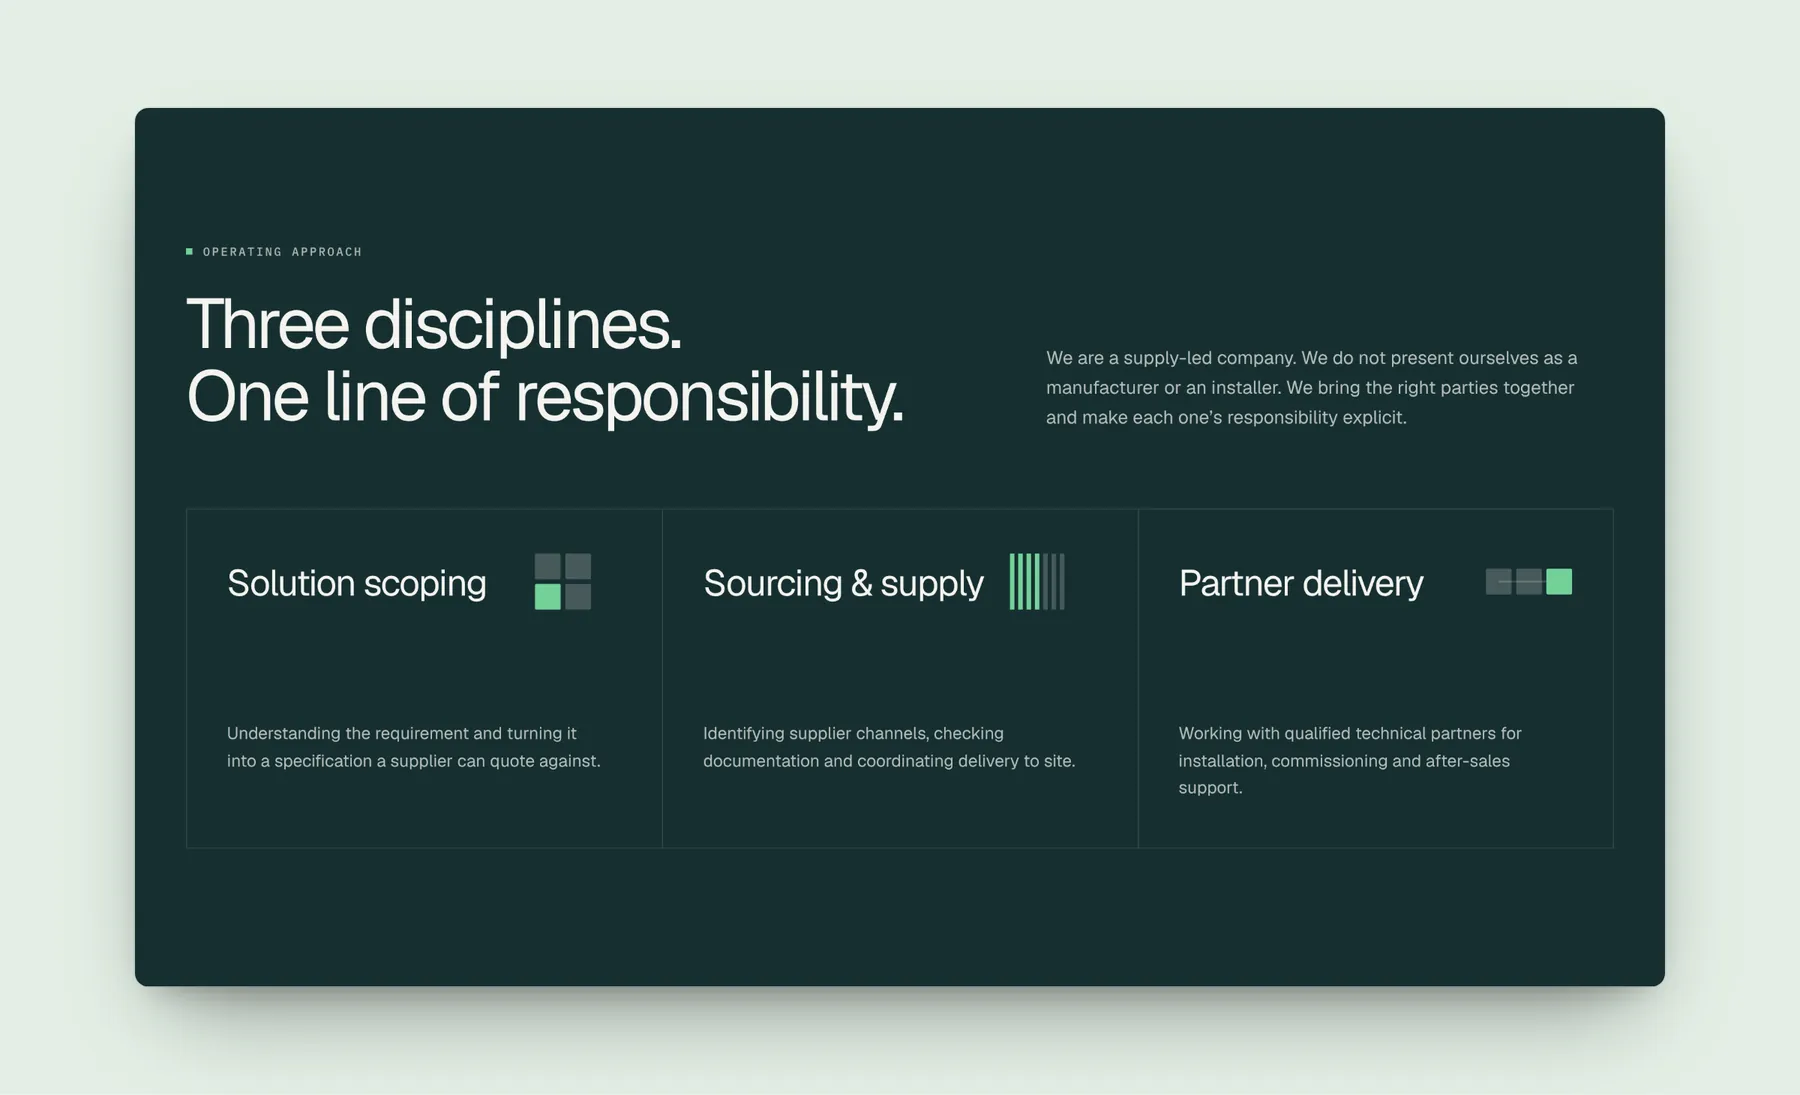 OPERATING APPROACH
Three disciplines.
One line of responsibility.
We are a supply-led company. We do not present ourselves as a
manufacturer or an installer. We bring the right parties together
and make each one’s responsibility explicit.
Solution scoping
Understanding the requirement and turning it
into a specification a supplier can quote against.
Sourcing & supply
Identifying supplier channels, checking
documentation and coordinating delivery to site.
Partner delivery
Working with qualified technical partners for
installation, commissioning and after-sales
support.